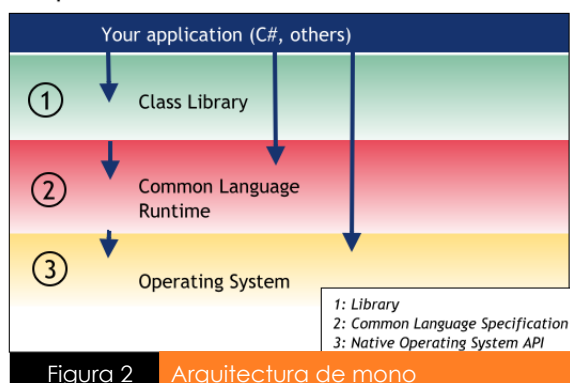 Your application (C#, others)
1
Class Library
2
Common Language
Runtime
3
Operating System
1: Library
2: Common Language Specification
3: Native Operating System API
Figura 2
Arquitectura de mono